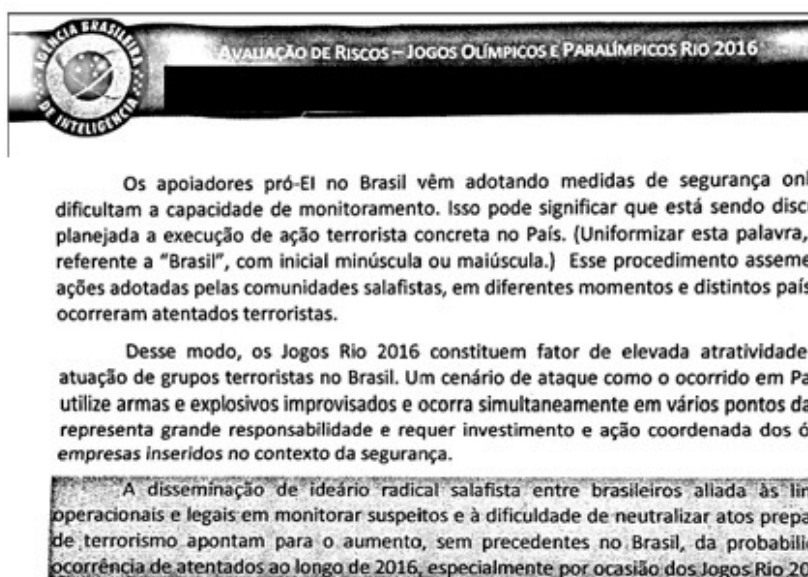 AGÊNCIA BRASILEIRA
DE INTELIGÊNCIA
AVALIAÇÃO DE RISCOS – JOGOS OLÍMPICOS E PARALÍMPICOS RIO 2016
Os apoiadores pró-EI no Brasil vêm adotando medidas de segurança onl
dificultam a capacidade de monitoramento. Isso pode significar que está sendo disc
planejada a execução de ação terrorista concreta no País. (Uniformizar esta palavra,
referente a "Brasil", com inicial minúscula ou maiúscula.) Esse procedimento asseme
ações adotadas pelas comunidades salafistas, em diferentes momentos e distintos país
ocorreram atentados terroristas.
Desse modo, os Jogos Rio 2016 constituem fator de elevada atratividade
atuação de grupos terroristas no Brasil. Um cenário de ataque como o ocorrido em Pa
utilize armas e explosivos improvisados e ocorra simultaneamente em vários pontos da
representa grande responsabilidade e requer investimento e ação coordenada dos ó
empresas inseridos no contexto da segurança.
A disseminação de ideário radical salafista entre brasileiros aliada às lim
operacionais e legais em monitorar suspeitos e à dificuldade de neutralizar atos prepa
de terrorismo apontam para o aumento, sem precedentes no Brasil, da probabili
ocorrência de atentados ao longo de 2016, especialmente por ocasião dos Jogos Rio 20